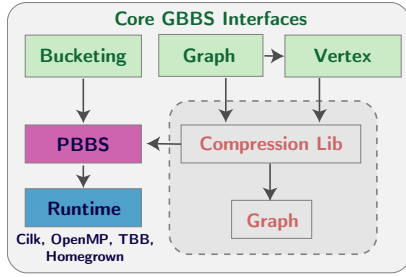 Core GBBS Interfaces
Bucketing
Graph
Vertex
PBBS
Compression Lib
Runtime
Graph
Cilk, OpenMP, TBB,
Homegrown